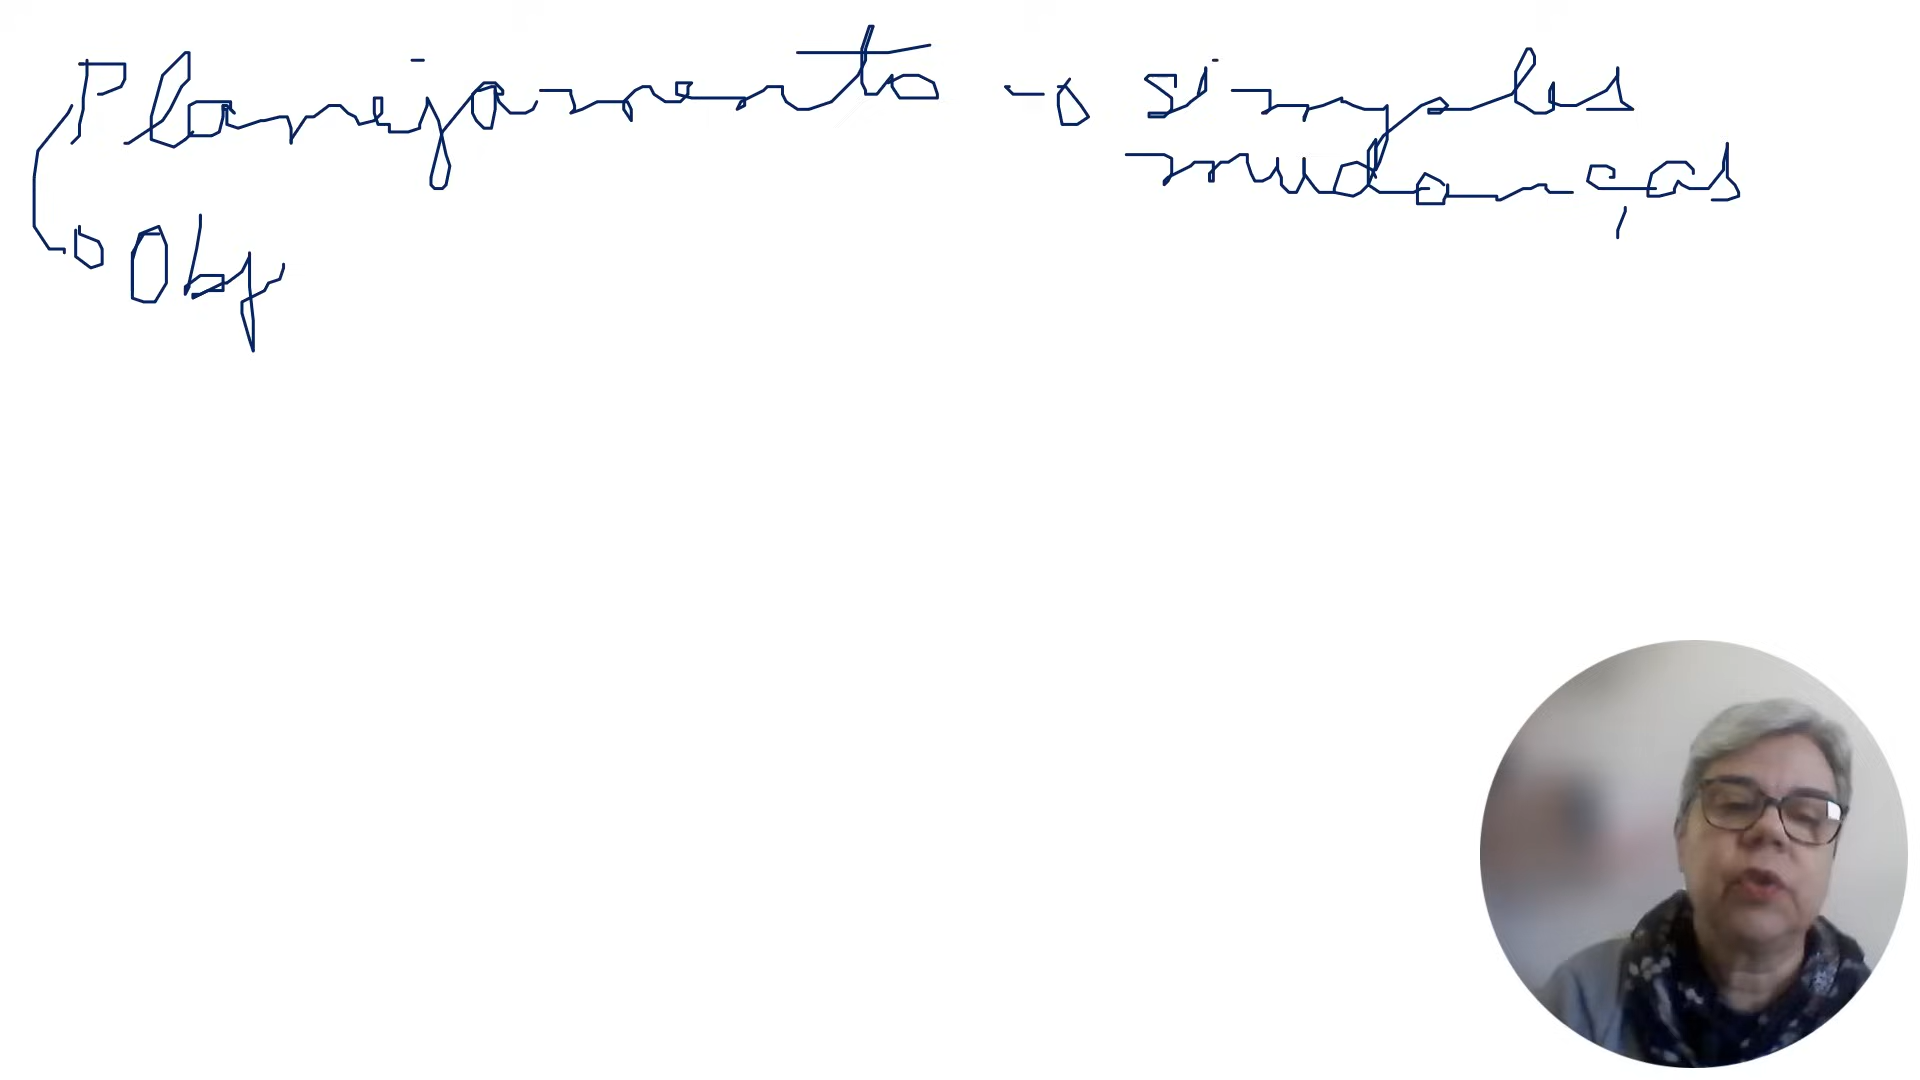 Planejamento → simples
mudanças
→ Obj